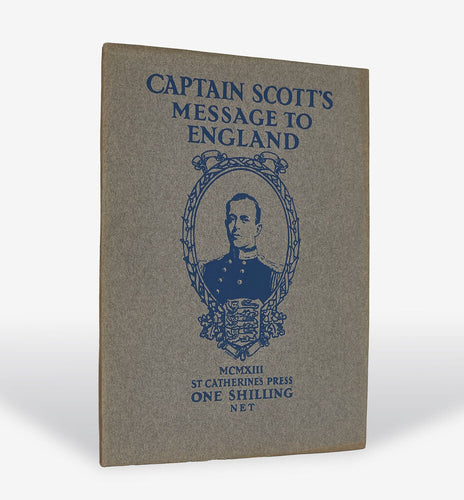 CAPTAIN SCOTT'S
MESSAGE TO
ENGLAND
MCMXIII
ST CATHERINE'S PRESS
ONE SHILLING
NET